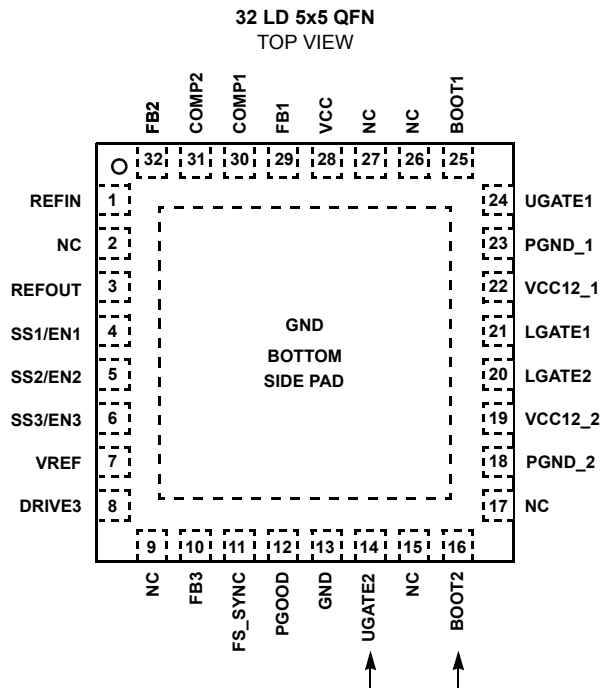 32 LD 5x5 QFN
TOP VIEW
FB2
COMP2
COMP1
FB1
VCC
NC
NC
BOOT1
32
31
30
29
28
27
26
25
REFIN 1
NC 2
REFOUT 3
SS1/EN1 4
SS2/EN2 5
SS3/EN3 6
VREF 7
DRIVE3 8
GND
BOTTOM
SIDE PAD
24 UGATE1
23 PGND_1
22 VCC12_1
21 LGATE1
20 LGATE2
19 VCC12_2
18 PGND_2
17 NC
9
10
11
12
13
14
15
16
NC
FB3
FS_SYNC
PGOOD
GND
UGATE2
NC
BOOT2